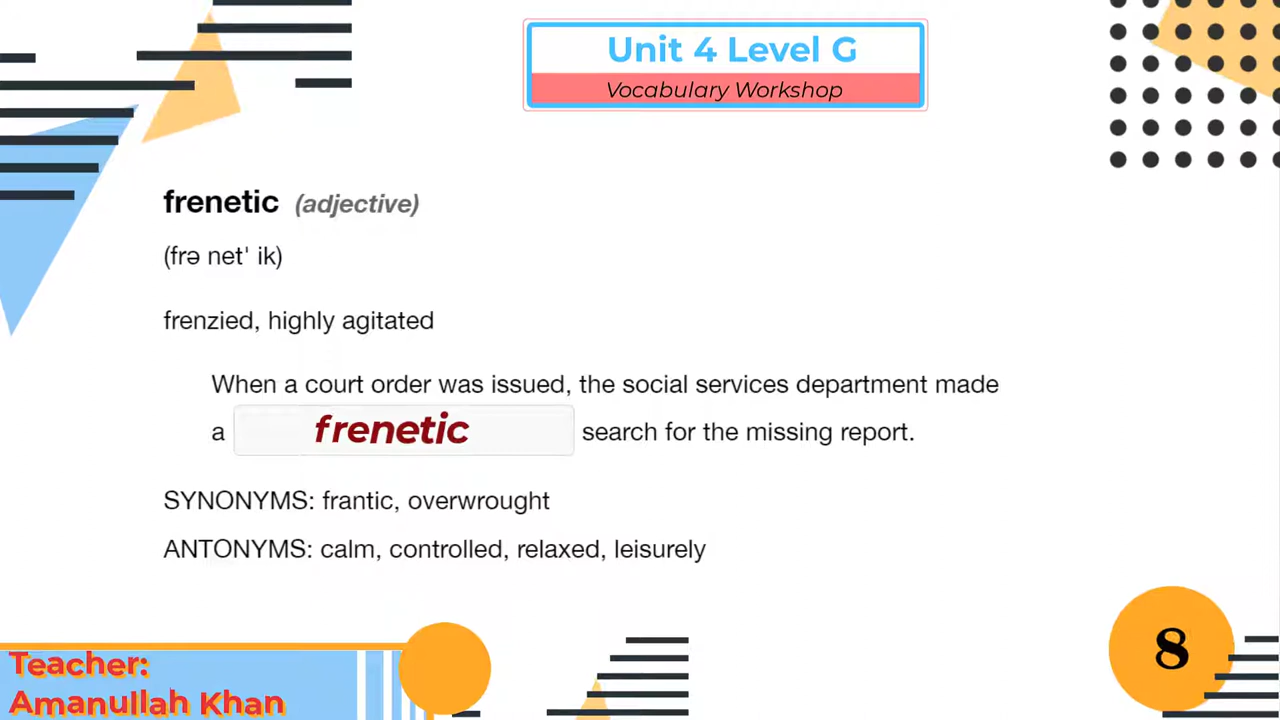 Unit 4 Level G
Vocabulary Workshop
frenetic (adjective)
(frə net' ik)
frenzied, highly agitated
When a court order was issued, the social services department made
a frenetic search for the missing report.
SYNONYMS: frantic, overwrought
ANTONYMS: calm, controlled, relaxed, leisurely
Teacher:
Amanullah Khan
8